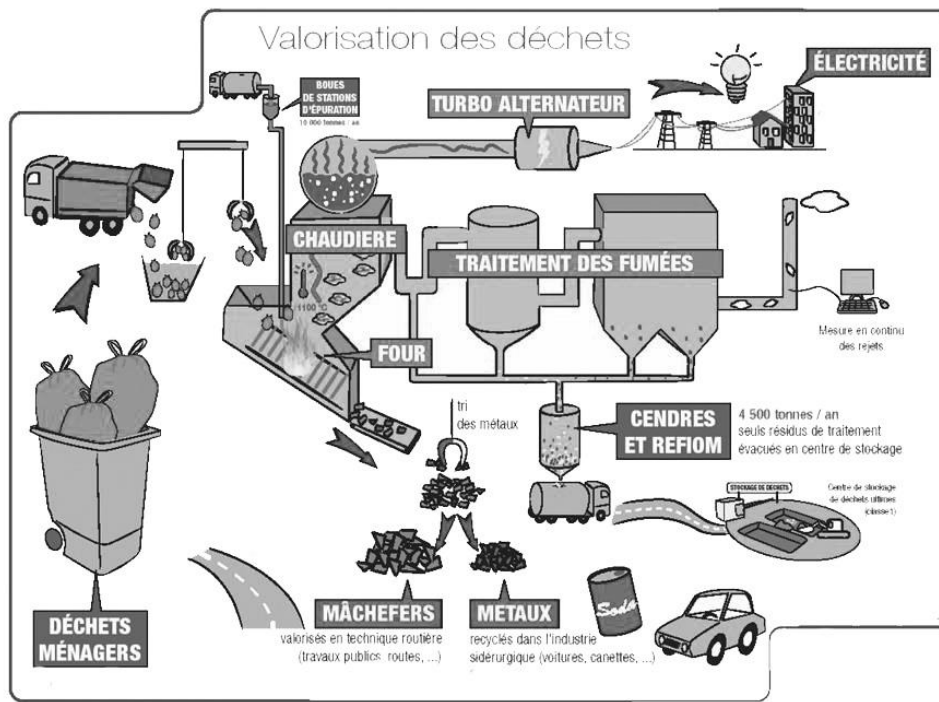 Valorisation des déchets
BOUES
DE STATIONS
D'ÉPURATION
10 000 tonnes / an
TURBO ALTERNATEUR
ÉLECTRICITÉ
CHAUDIERE
TRAITEMENT DES FUMÉES
1100 °C
FOUR
Mesure en continu
des rejets
tri
des métaux
CENDRES
ET REFIOM
4 500 tonnes / an
seuls résidus de traitement
évacués en centre de stockage
STOCKAGE DE DÉCHETS
Centre de stockage
de déchets ultimes
(classe 1)
DÉCHETS
MÉNAGERS
MÂCHEFERS
valorisés en technique routière
(travaux publics, routes, ...)
METAUX
recyclés dans l'industrie
sidérurgique (voitures, canettes, ...)
Soda